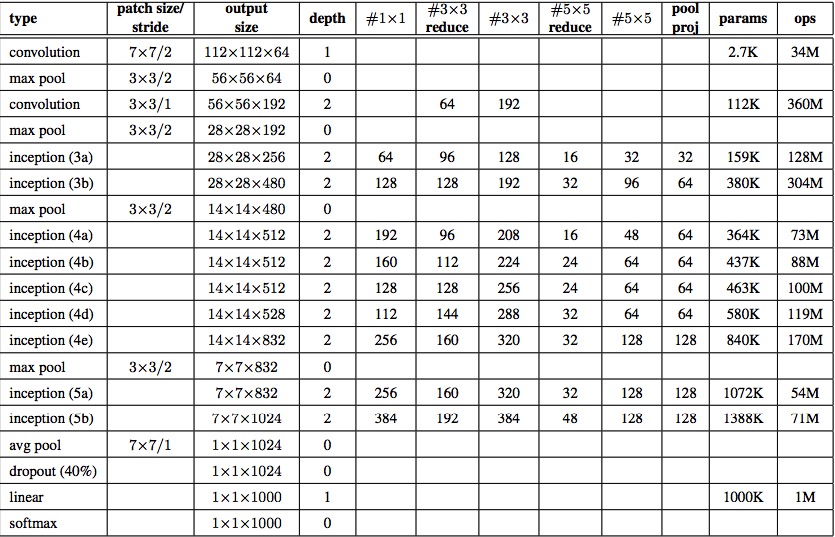 type patch size/ stride output size depth #1×1 #3×3 reduce #3×3 #5×5 reduce #5×5 pool proj params ops
convolution 7×7/2 112×112×64 1 2.7K 34M
max pool 3×3/2 56×56×64 0
convolution 3×3/1 56×56×192 2 64 192 112K 360M
max pool 3×3/2 28×28×192 0
inception (3a) 28×28×256 2 64 96 128 16 32 32 159K 128M
inception (3b) 28×28×480 2 128 128 192 32 96 64 380K 304M
max pool 3×3/2 14×14×480 0
inception (4a) 14×14×512 2 192 96 208 16 48 64 364K 73M
inception (4b) 14×14×512 2 160 112 224 24 64 64 437K 88M
inception (4c) 14×14×512 2 128 128 256 24 64 64 463K 100M
inception (4d) 14×14×528 2 112 144 288 32 64 64 580K 119M
inception (4e) 14×14×832 2 256 160 320 32 128 128 840K 170M
max pool 3×3/2 7×7×832 0
inception (5a) 7×7×832 2 256 160 320 32 128 128 1072K 54M
inception (5b) 7×7×1024 2 384 192 384 48 128 128 1388K 71M
avg pool 7×7/1 1×1×1024 0
dropout (40%) 1×1×1024 0
linear 1×1×1000 1 1000K 1M
softmax 1×1×1000 0